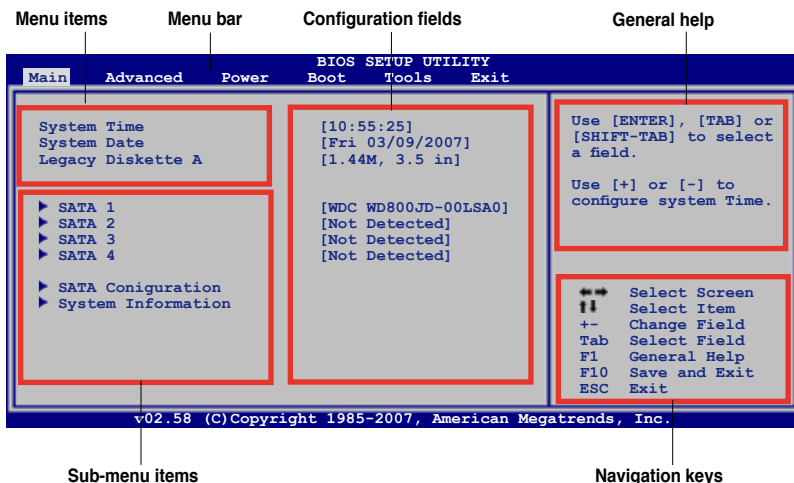 Menu items Menu bar Configuration fields General help
BIOS SETUP UTILITY
Main Advanced Power Boot Tools Exit
System Time [10:55:25]
System Date [Fri 03/09/2007]
Legacy Diskette A [1.44M, 3.5 in]
SATA 1 [WDC WD800JD-00LSA0]
SATA 2 [Not Detected]
SATA 3 [Not Detected]
SATA 4 [Not Detected]
SATA Coniguration
System Information
Use [ENTER], [TAB] or
[SHIFT-TAB] to select
a field.
Use [+] or [-] to
configure system Time.
Select Screen
Select Item
+- Change Field
Tab Select Field
F1 General Help
F10 Save and Exit
ESC Exit
v02.58 (C)Copyright 1985-2007, American Megatrends, Inc.
Sub-menu items Navigation keys